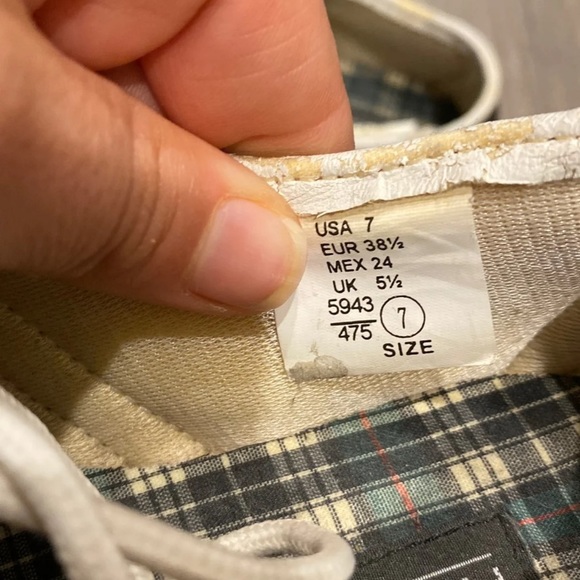 USA 7
EUR 38½
MEX 24
UK 5½
5943
475 7
SIZE